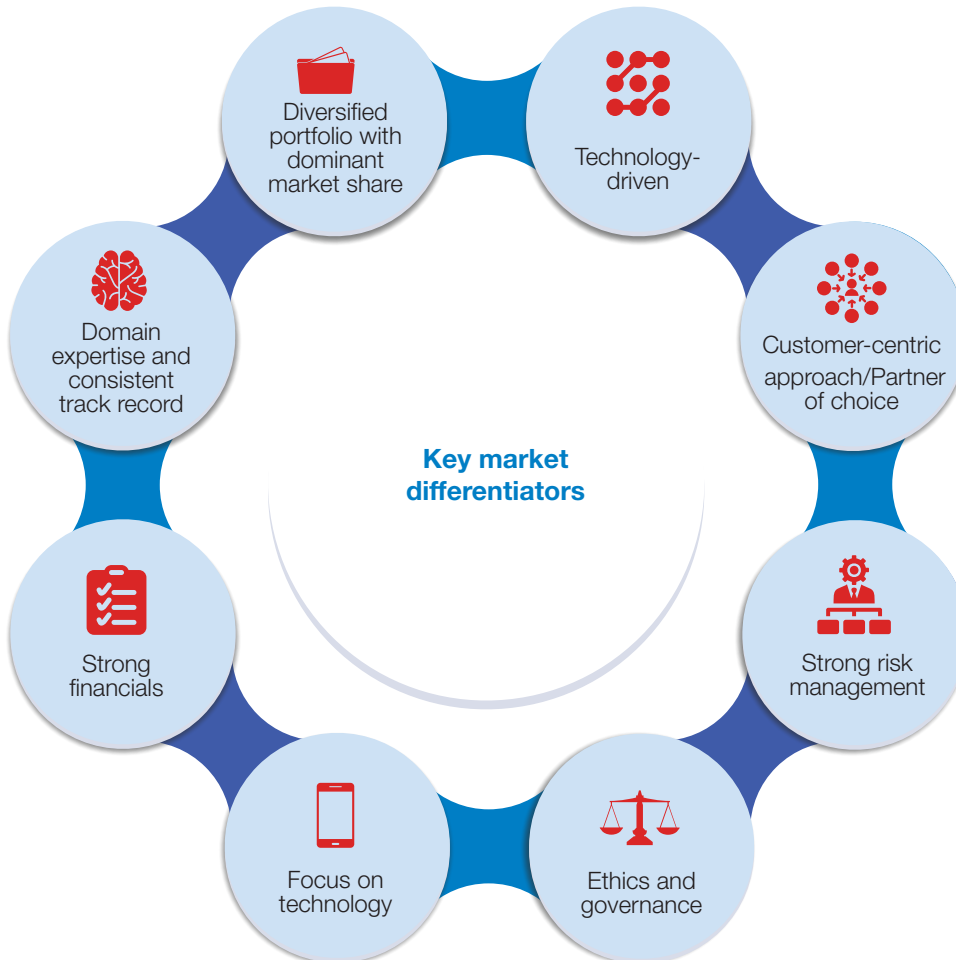 Diversified
portfolio with
dominant
market share
Technology-
driven
Customer-centric
approach/Partner
of choice
Strong risk
management
Ethics and
governance
Focus on
technology
Strong
financials
Domain
expertise and
consistent
track record
Key market
differentiators